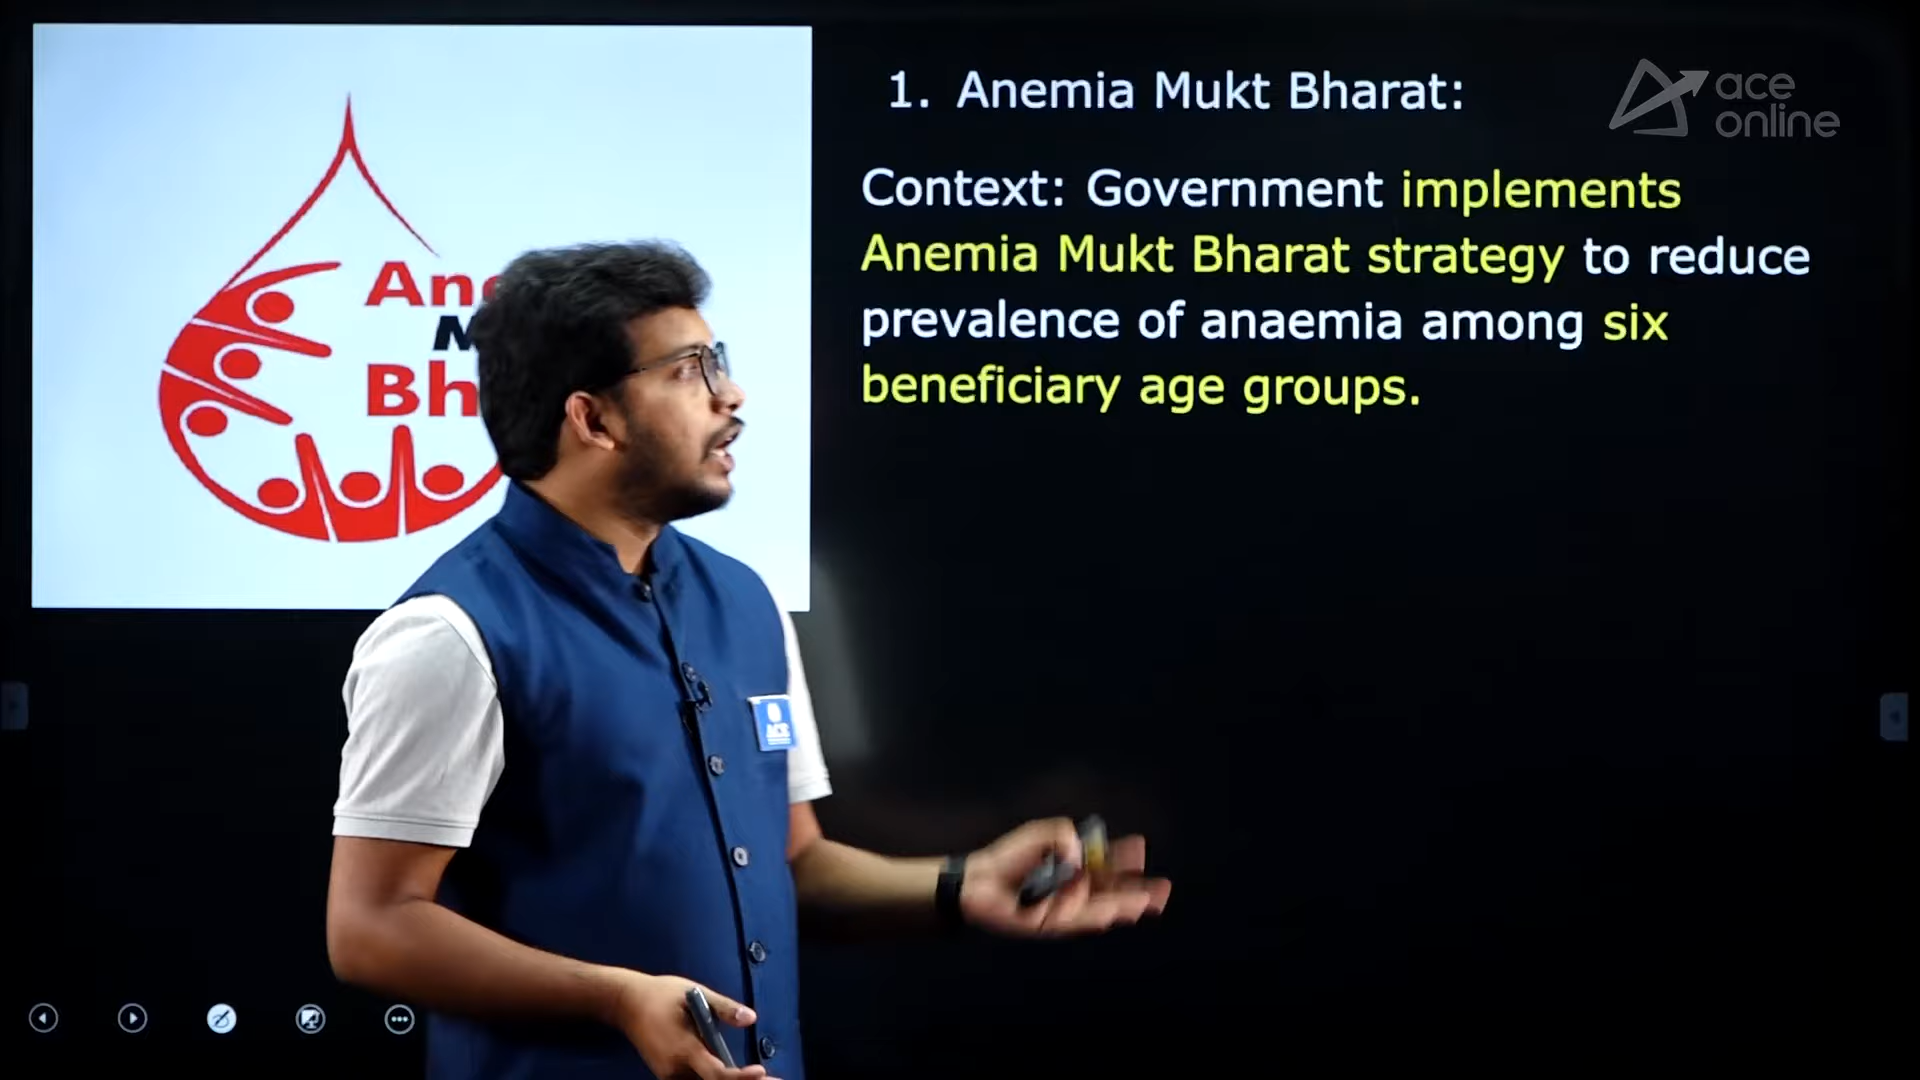 1. Anemia Mukt Bharat:
ace
online
Context: Government implements
Anemia Mukt Bharat strategy to reduce
prevalence of anaemia among six
beneficiary age groups.
ACE